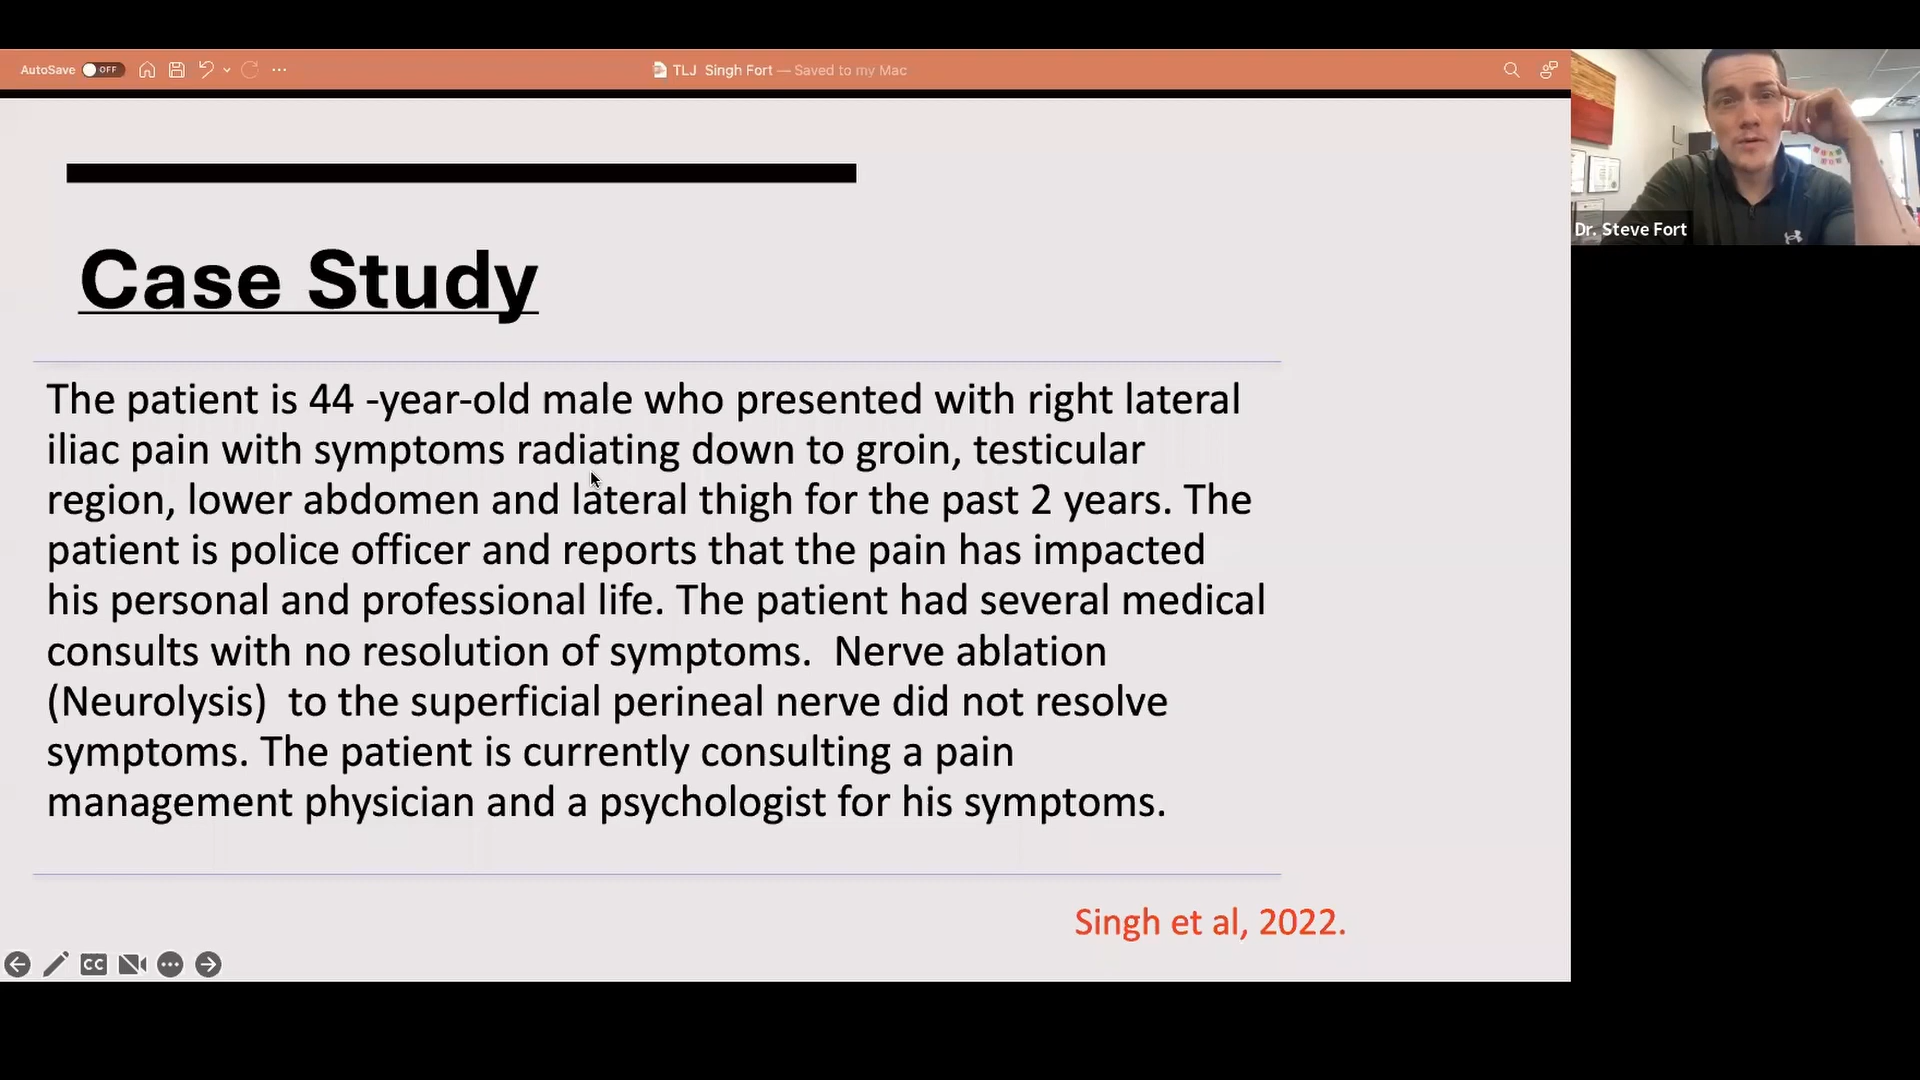 AutoSave OFF
TLJ Singh Fort — Saved to my Mac
Dr. Steve Fort
Case Study
The patient is 44 -year-old male who presented with right lateral
iliac pain with symptoms radiating down to groin, testicular
region, lower abdomen and lateral thigh for the past 2 years. The
patient is police officer and reports that the pain has impacted
his personal and professional life. The patient had several medical
consults with no resolution of symptoms.  Nerve ablation
(Neurolysis)  to the superficial perineal nerve did not resolve
symptoms. The patient is currently consulting a pain
management physician and a psychologist for his symptoms.
Singh et al, 2022.
CC